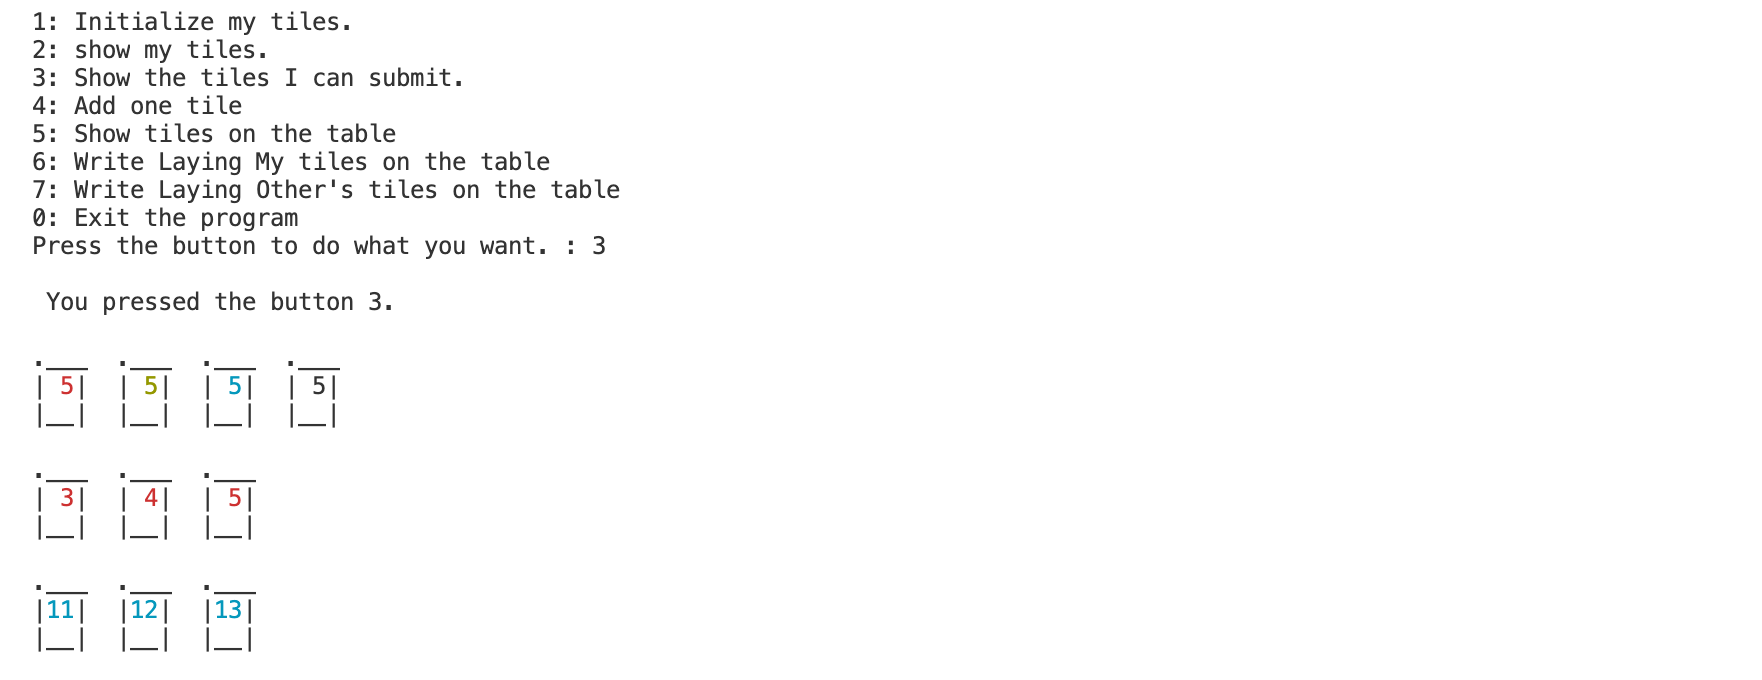 1: Initialize my tiles.
2: show my tiles.
3: Show the tiles I can submit.
4: Add one tile
5: Show tiles on the table
6: Write Laying My tiles on the table
7: Write Laying Other's tiles on the table
0: Exit the program
Press the button to do what you want. : 3
You pressed the button 3.
.___  .___  .___  .___
| 5|  | 5|  | 5|  | 5|
|__|  |__|  |__|  |__|
.___  .___  .___
| 3|  | 4|  | 5|
|__|  |__|  |__|
.___  .___  .___
|11|  |12|  |13|
|__|  |__|  |__|